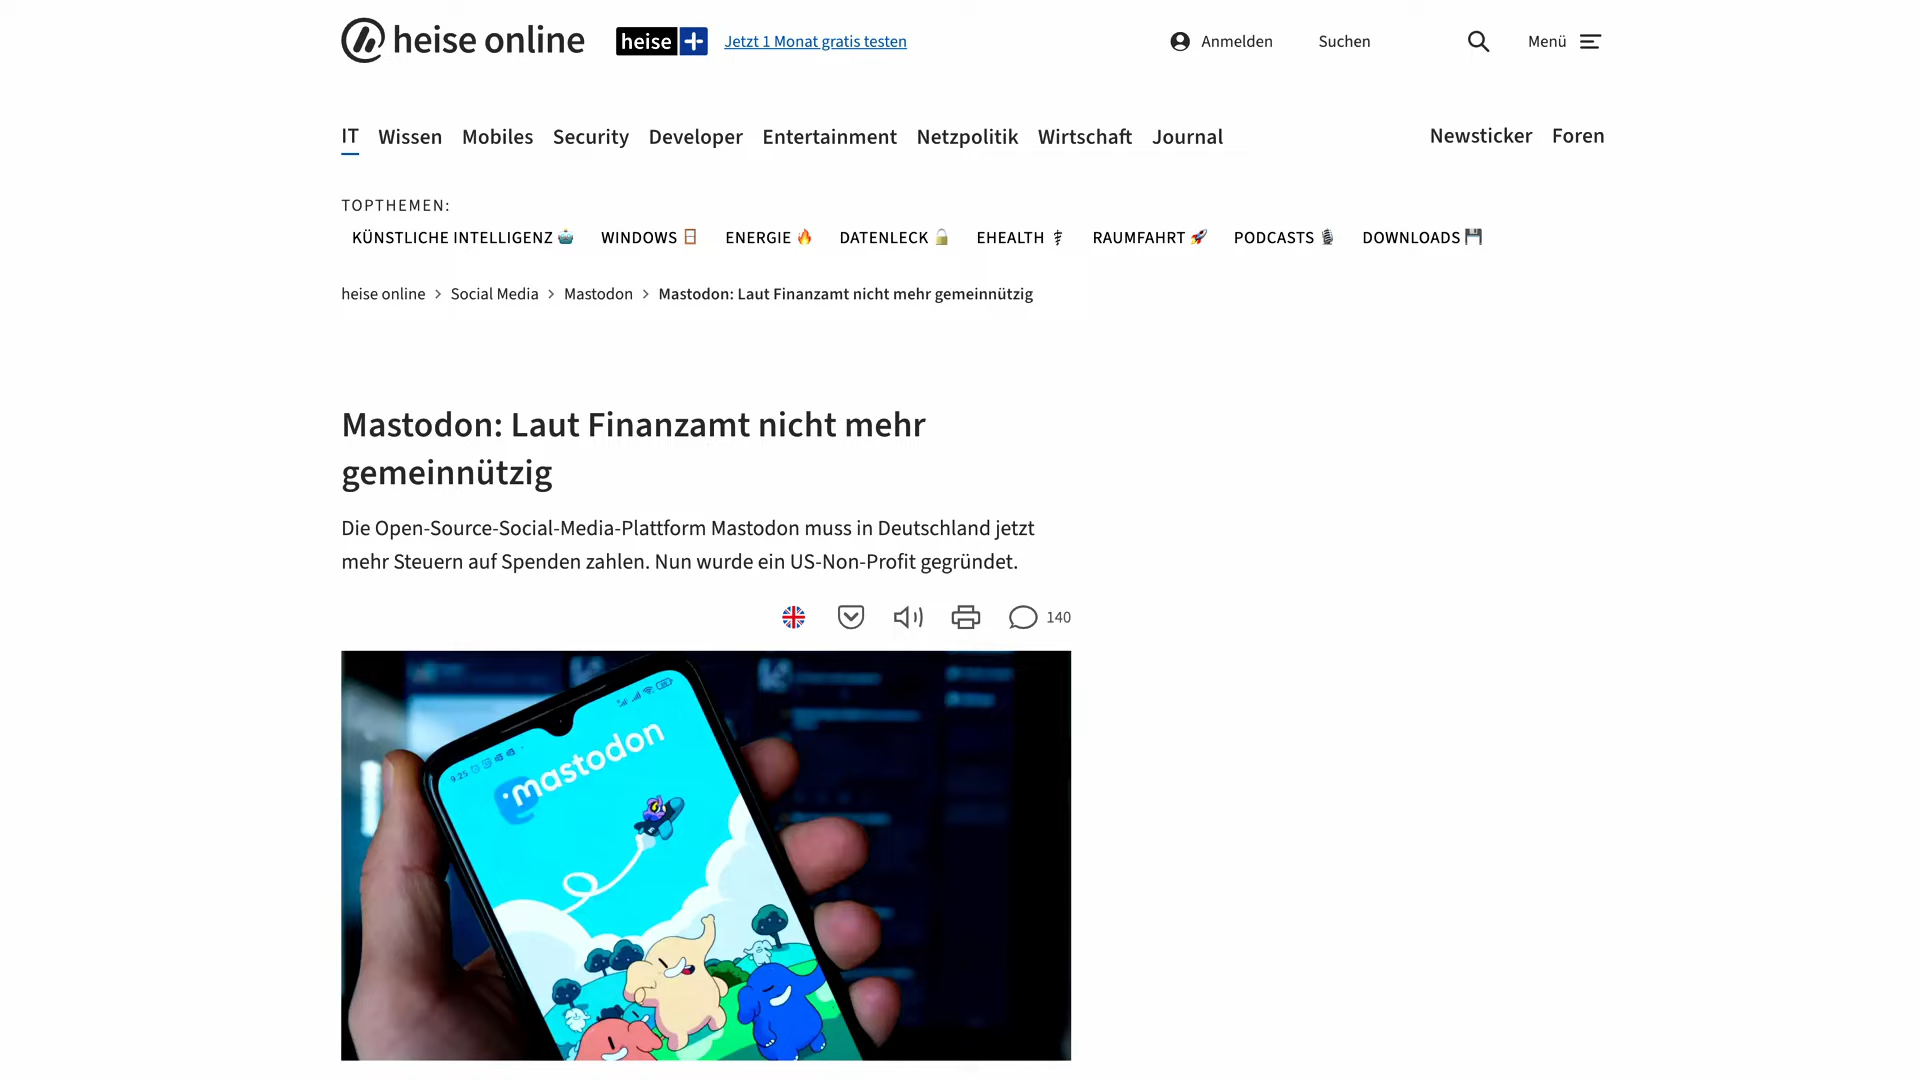 heise online
heise +
Jetzt 1 Monat gratis testen
Anmelden
Suchen
Menü
IT
Wissen
Mobiles
Security
Developer
Entertainment
Netzpolitik
Wirtschaft
Journal
Newsticker
Foren
TOPTHEMEN:
KÜNSTLICHE INTELLIGENZ
WINDOWS
ENERGIE
DATENLECK
EHEALTH
RAUMFAHRT
PODCASTS
DOWNLOADS
heise online > Social Media > Mastodon > Mastodon: Laut Finanzamt nicht mehr gemeinnützig
Mastodon: Laut Finanzamt nicht mehr
gemeinnützig
Die Open-Source-Social-Media-Plattform Mastodon muss in Deutschland jetzt
mehr Steuern auf Spenden zahlen. Nun wurde ein US-Non-Profit gegründet.
140
9:25
mastodon